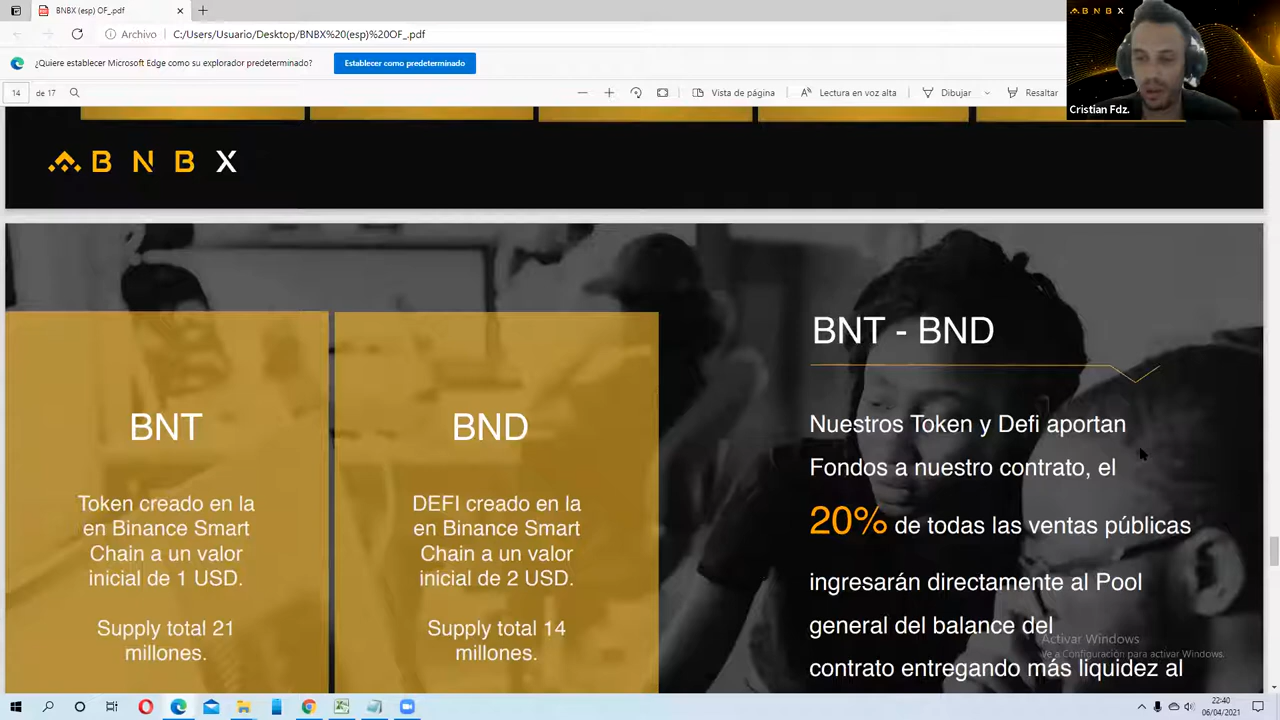 BNBX (esp) OF_.pdf
Archivo
C:/Users/Usuario/Desktop/BNBX%20(esp)%20OF_.pdf
¿Quiere establecer Microsoft Edge como su explorador predeterminado?
Establecer como predeterminado
14 de 17
Vista de página
Lectura en voz alta
Dibujar
Resaltar
B N B X
Cristian Fdz.
B N B X
BNT
Token creado en la
en Binance Smart
Chain a un valor
inicial de 1 USD.
Supply total 21
millones.
BND
DEFI creado en la
en Binance Smart
Chain a un valor
inicial de 2 USD.
Supply total 14
millones.
BNT - BND
Nuestros Token y Defi aportan
Fondos a nuestro contrato, el
20% de todas las ventas públicas
ingresarán directamente al Pool
general del balance del
contrato entregando más liquidez al
Activar Windows
Ve a Configuración para activar Windows.
22:40
06/04/2021